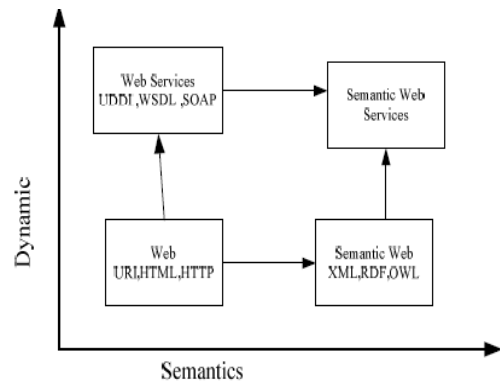 Web Services
UDDI ,WSDL ,SOAP
Semantic Web
Services
Dynamic
Web
URI,HTML,HTTP
Semantic Web
XML,RDF,OWL
Semantics